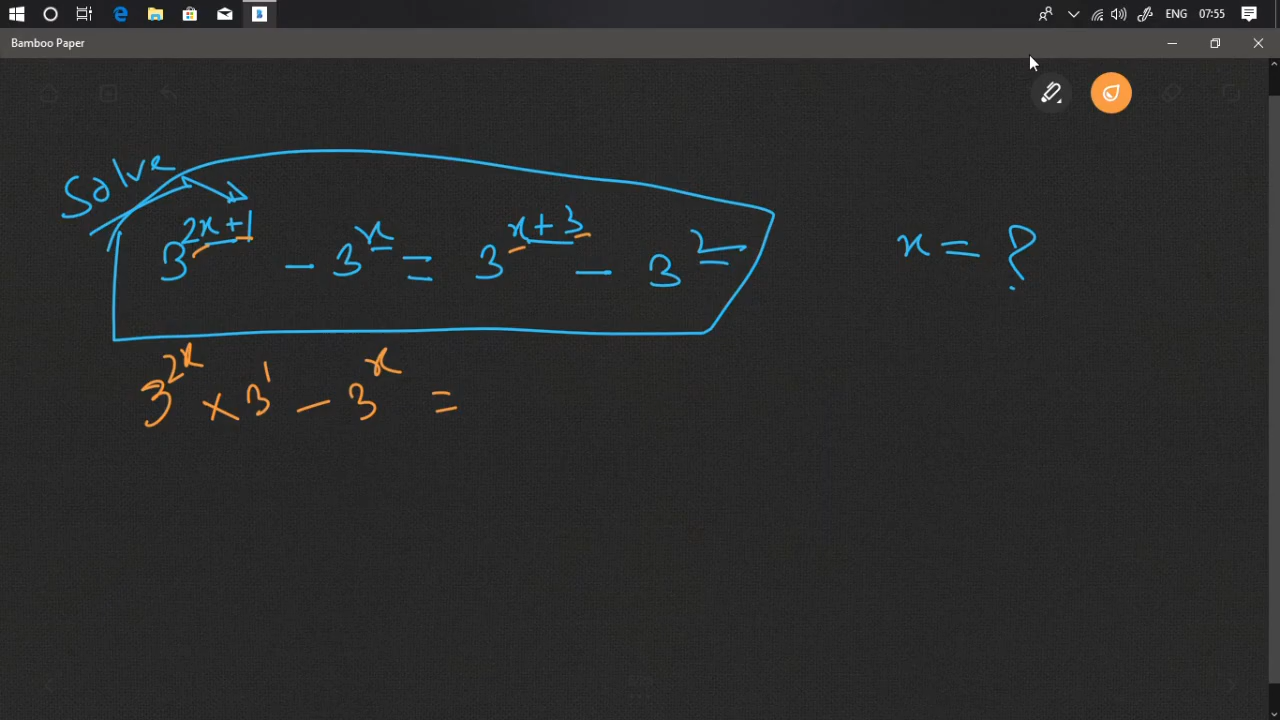 ENG 07:55
Bamboo Paper
Solve
3^{2x+1} - 3^x = 3^{x+3} - 3^2
x = ?
3^{2x} × 3^1 - 3^x =